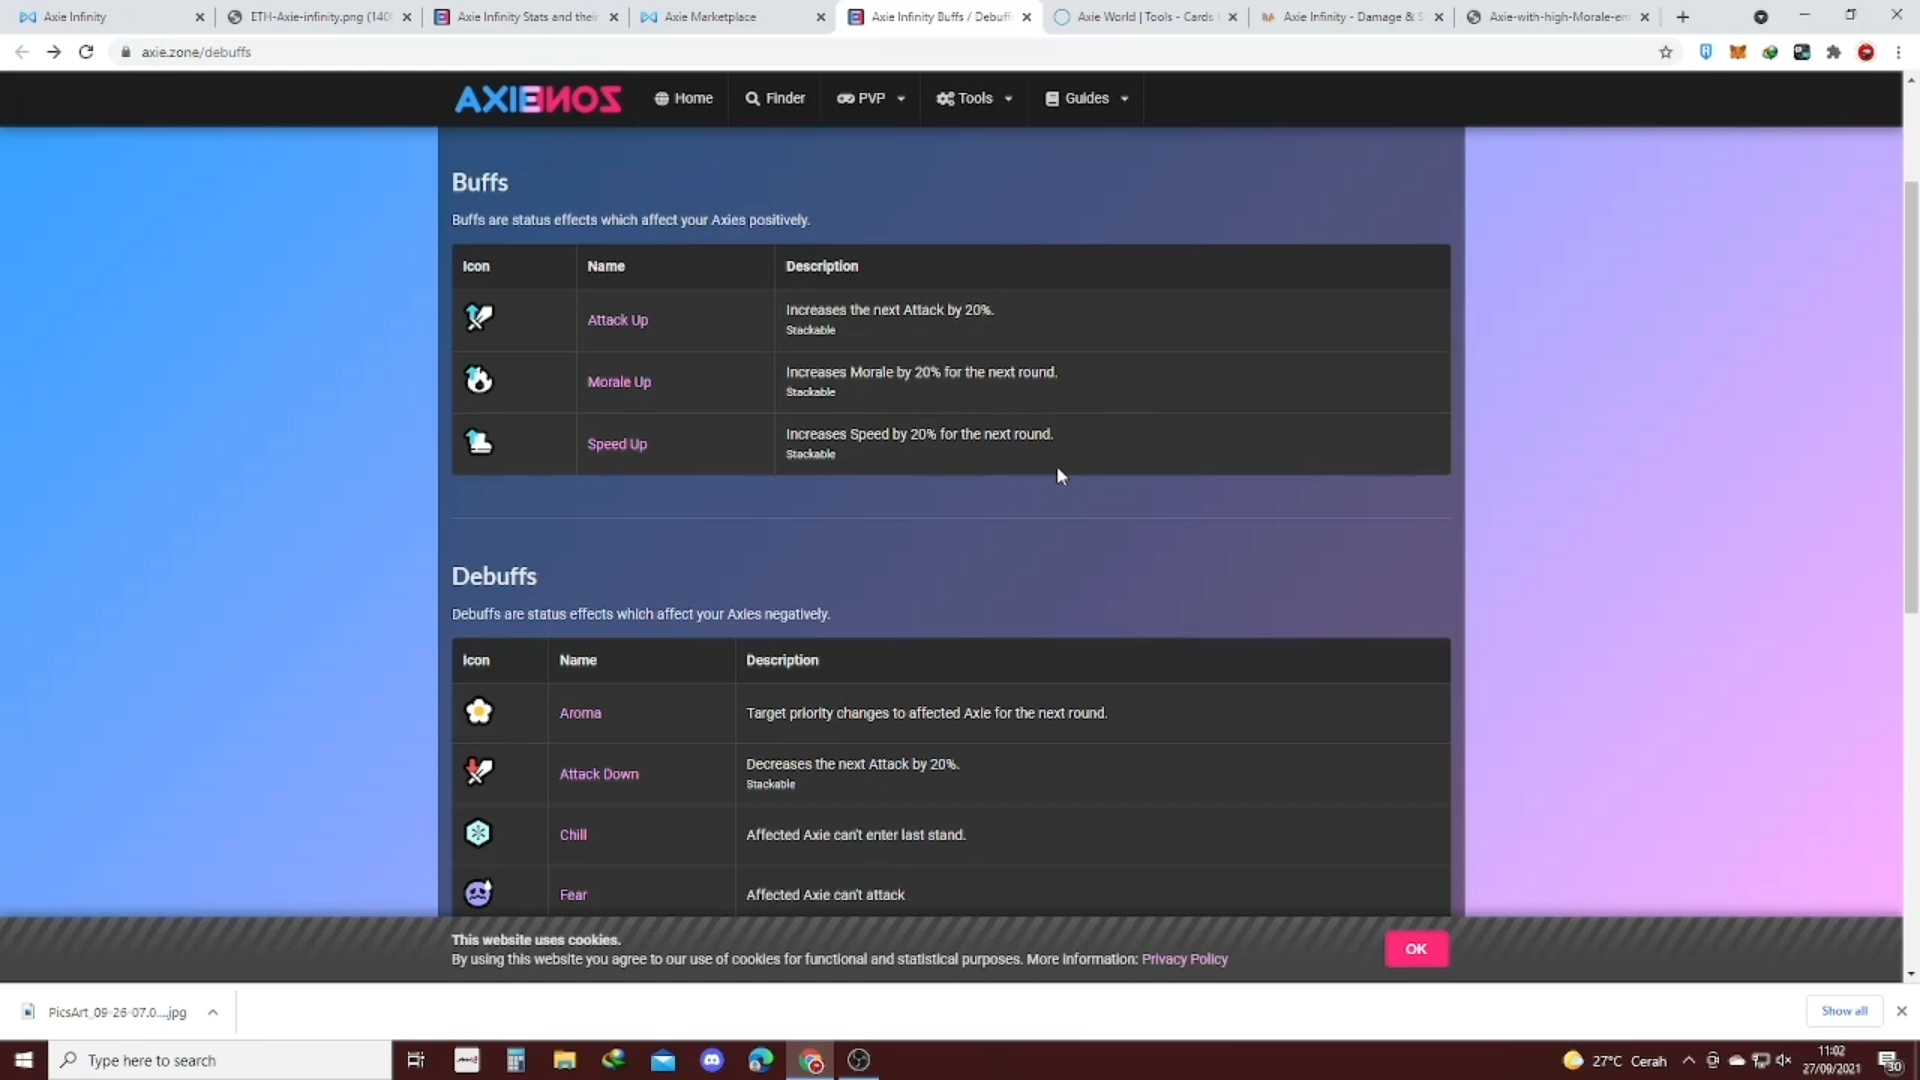 Axie Infinity
ETH-Axie-infinity.png (140
Axie Infinity Stats and their
Axie Marketplace
Axie Infinity Buffs / Debuff
Axie World | Tools - Cards
Axie Infinity - Damage & S
Axie-with-high-Morale-en
axie.zone/debuffs
AXIE ZONE
Home
Finder
PVP
Tools
Guides
Buffs
Buffs are status effects which affect your Axies positively.
Icon Name Description
Attack Up
Increases the next Attack by 20%.
Stackable
Morale Up
Increases Morale by 20% for the next round.
Stackable
Speed Up
Increases Speed by 20% for the next round.
Stackable
Debuffs
Debuffs are status effects which affect your Axies negatively.
Icon Name Description
Aroma
Target priority changes to affected Axie for the next round.
Attack Down
Decreases the next Attack by 20%.
Stackable
Chill
Affected Axie can't enter last stand.
Fear
Affected Axie can't attack
This website uses cookies.
By using this website you agree to our use of cookies for functional and statistical purposes. More information: Privacy Policy
OK
PicsArt_09-26-07.0....jpg
Show all
Type here to search
27°C Cerah
11:02
27/09/2021
30